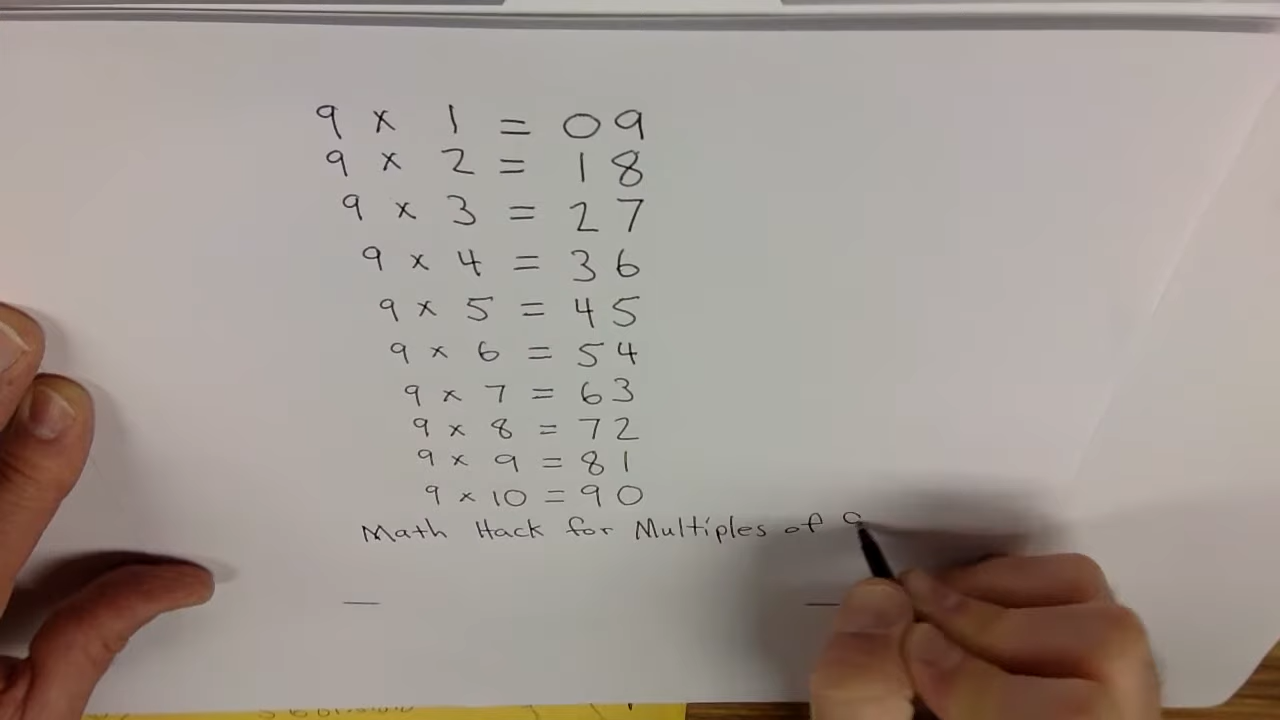 9 x 1 = 09
9 x 2 = 18
9 x 3 = 27
9 x 4 = 36
9 x 5 = 45
9 x 6 = 54
9 x 7 = 63
9 x 8 = 72
9 x 9 = 81
9 x 10 = 90
Math Hack for Multiples of 9